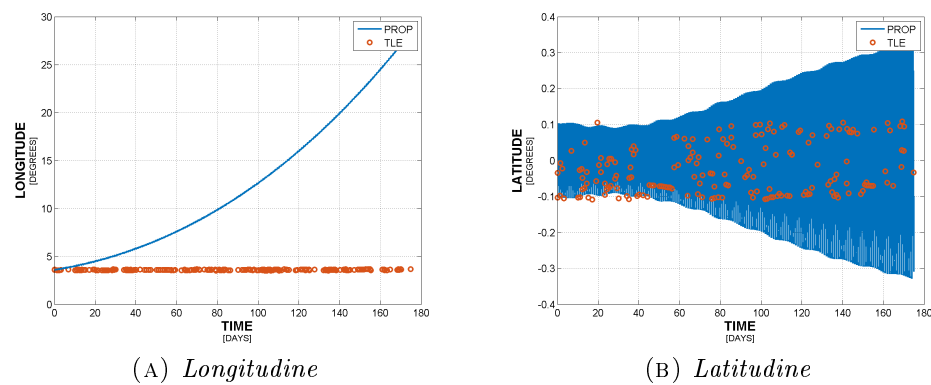 30
25
20
15
10
5
0
0 20 40 60 80 100 120 140 160 180
LONGITUDE
[DEGREES]
TIME
[DAYS]
PROP
TLE
(A) Longitudine
0.4
0.3
0.2
0.1
0
-0.1
-0.2
-0.3
-0.4
0 20 40 60 80 100 120 140 160 180
LATITUDE
[DEGREES]
TIME
[DAYS]
PROP
TLE
(B) Latitudine